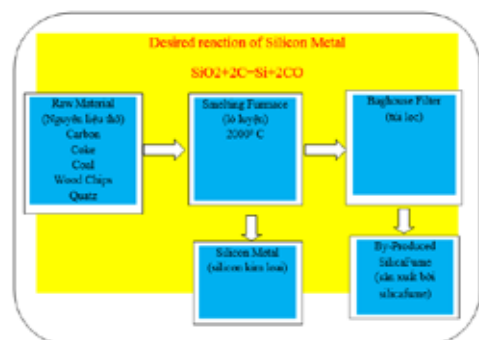 Desired reaction of Silicon Metal
SiO2+2C=Si+2CO
Raw Material
(Nguyên liệu thô)
Carbon
Coke
Coal
Wood Chips
Quatz
Smelting Furnace
(lò luyện)
2000⁰ C
Baghouse Filter
(túi lọc)
Silicon Metal
(silicon kim loại)
By-Produced
SilicaFume
(sản xuất bởi
silicafume)